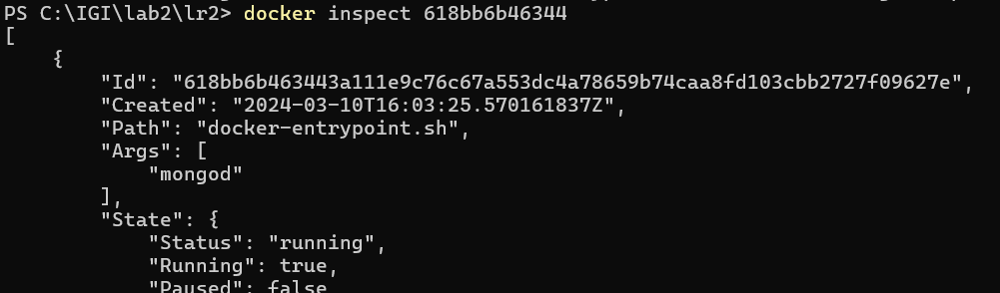 PS C:\IGI\lab2\lr2> docker inspect 618bb6b46344
[
    {
        "Id": "618bb6b463443a111e9c76c67a553dc4a78659b74caa8fd103cbb2727f09627e",
        "Created": "2024-03-10T16:03:25.570161837Z",
        "Path": "docker-entrypoint.sh",
        "Args": [
            "mongod"
        ],
        "State": {
            "Status": "running",
            "Running": true,
            "Paused": false